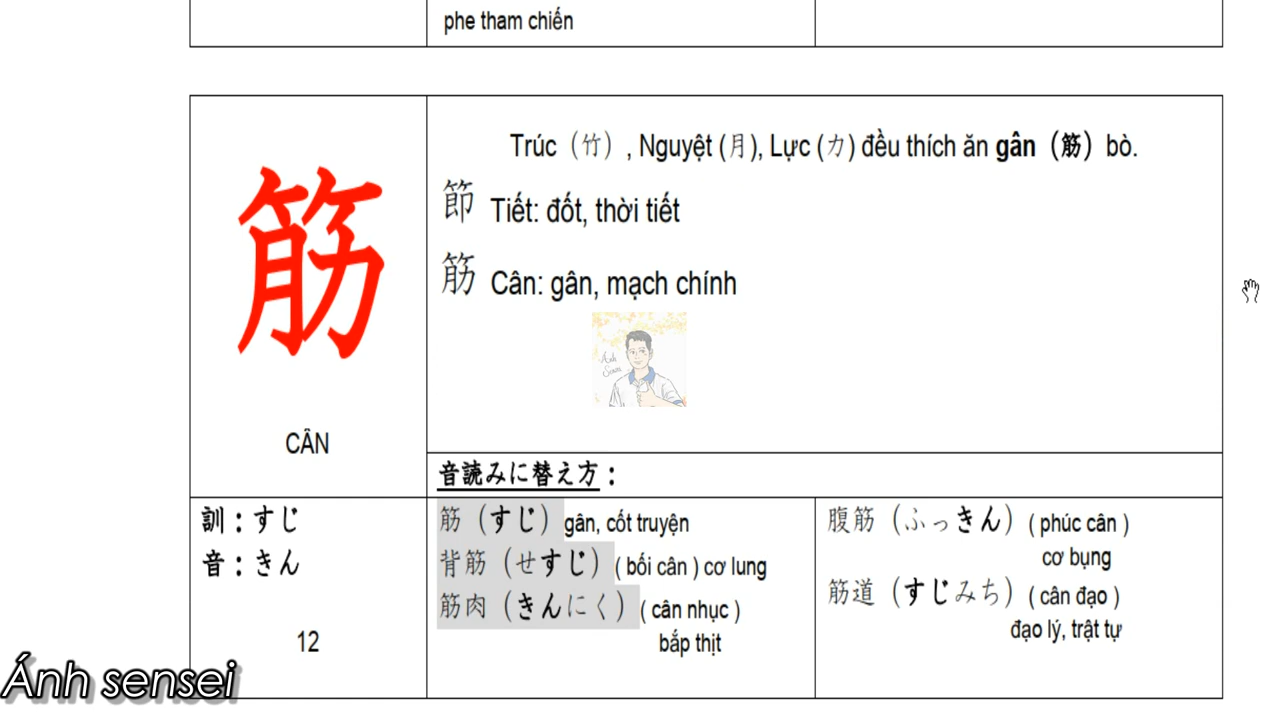 phe tham chiến
筋
CÂN
Trúc（竹）, Nguyệt (月), Lực (力) đều thích ăn gân（筋）bò.
節 Tiết: đốt, thời tiết
筋 Cân: gân, mạch chính
Ánh
Sensei
音読みに替え方：
訓：すじ
音：きん
12
筋（すじ）gân, cốt truyện
背筋（せすじ）( bối cân ) cơ lung
筋肉（きんにく）( cân nhục )
bắp thịt
腹筋（ふっきん）( phúc cân )
cơ bụng
筋道（すじみち）( cân đạo )
đạo lý, trật tự
Ánh sensei